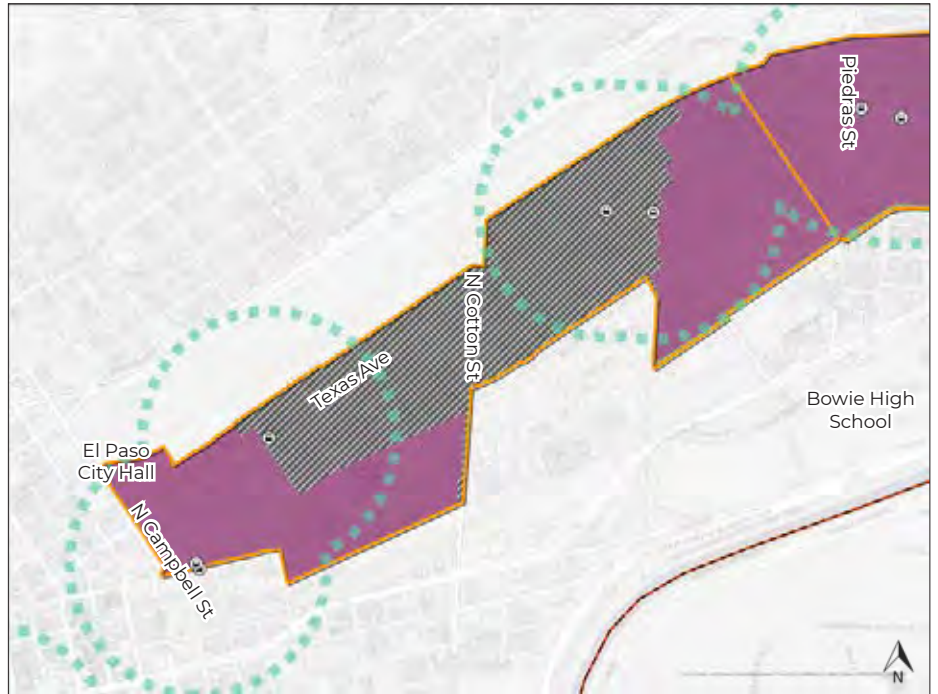 Piedras St
N Cotton St
Texas Ave
Bowie High
School
El Paso
City Hall
N Campbell St
N